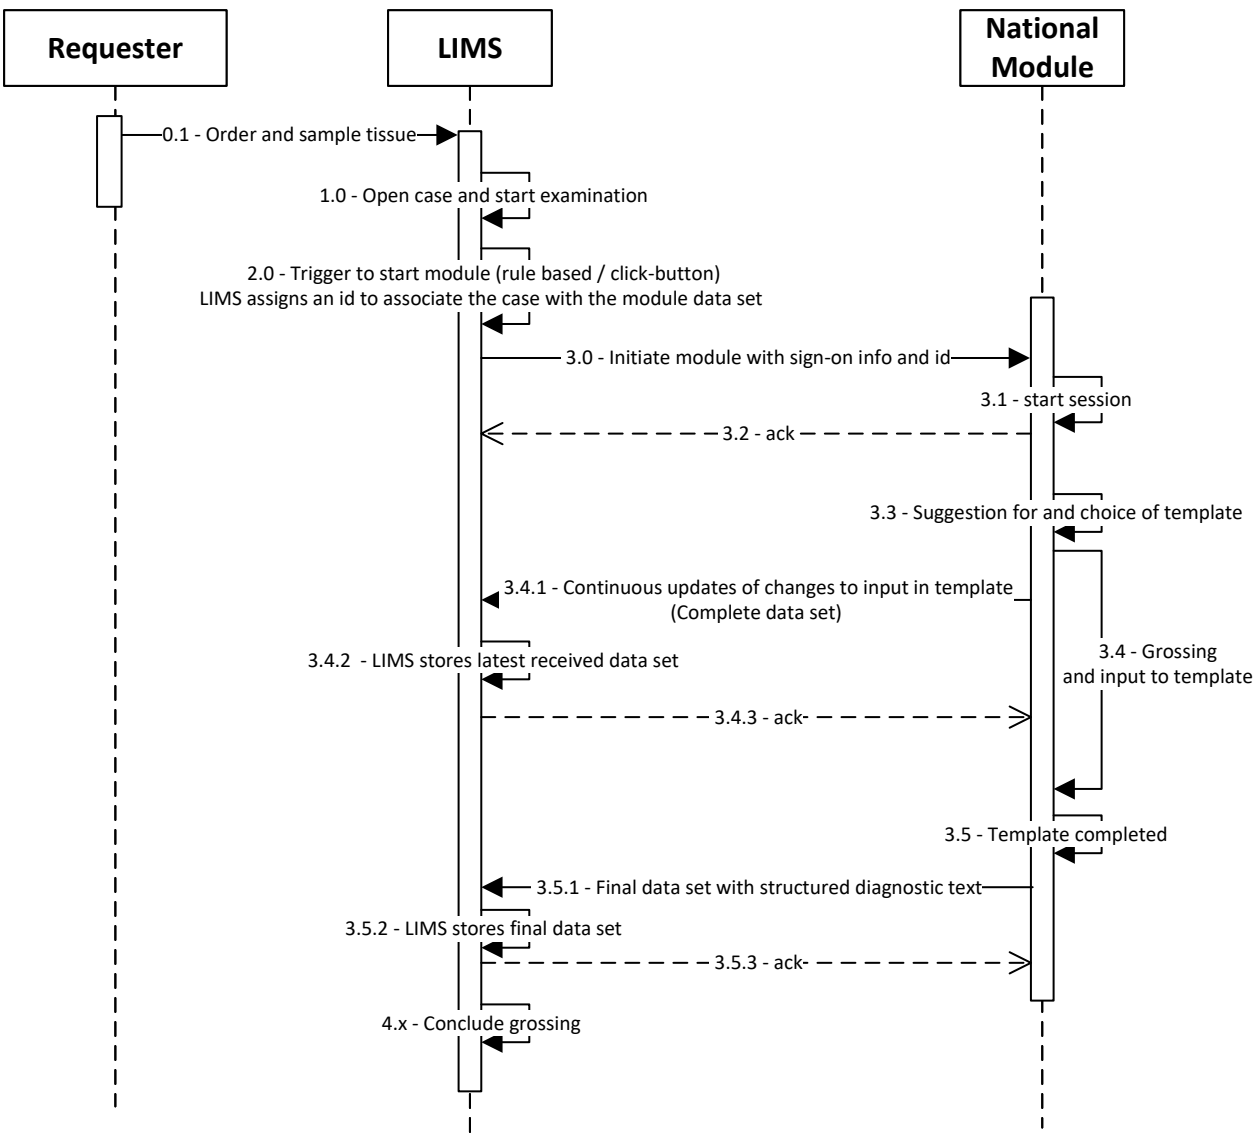 Requester
LIMS
National
Module
0.1 - Order and sample tissue
1.0 - Open case and start examination
2.0 - Trigger to start module (rule based / click-button)
LIMS assigns an id to associate the case with the module data set
3.0 - Initiate module with sign-on info and id
3.1 - start session
3.2 - ack
3.3 - Suggestion for and choice of template
3.4.1 - Continuous updates of changes to input in template
(Complete data set)
3.4 - Grossing
and input to template
3.4.2 - LIMS stores latest received data set
3.4.3 - ack
3.5 - Template completed
3.5.1 - Final data set with structured diagnostic text
3.5.2 - LIMS stores final data set
3.5.3 - ack
4.x - Conclude grossing